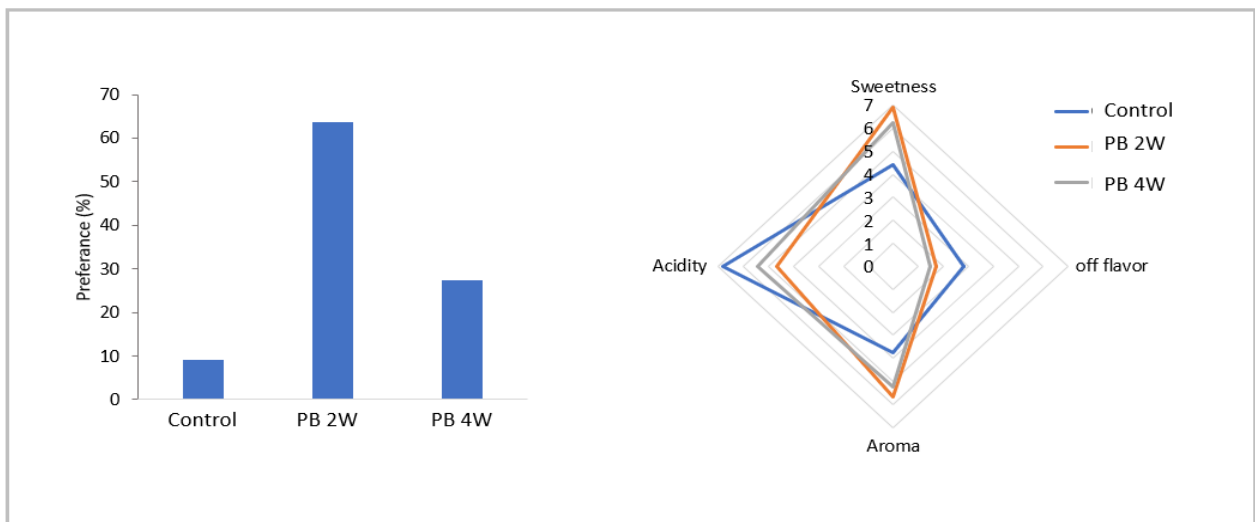 70
60
50
40
30
20
10
0
Preferance (%)
Control PB 2W PB 4W
Sweetness
7
6
5
4
3
2
1
0
Acidity
off flavor
Aroma
Control
PB 2W
PB 4W